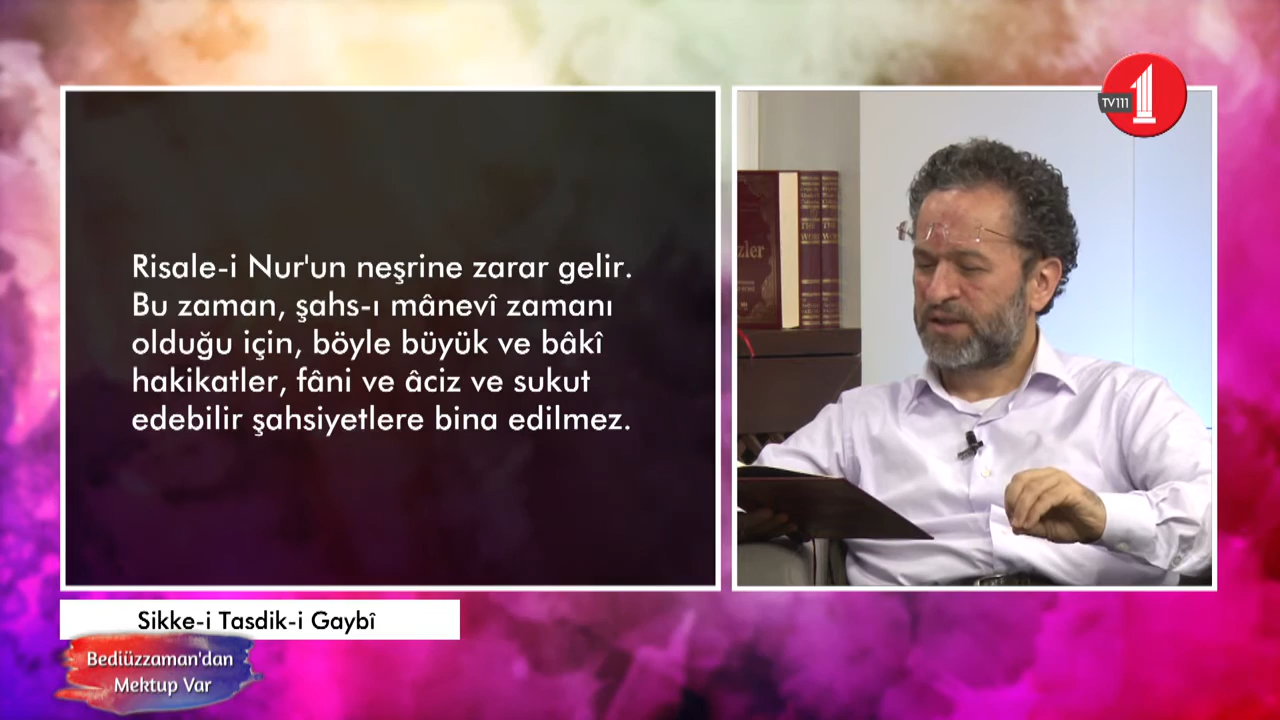 Risale-i Nur'un neşrine zarar gelir.
Bu zaman, şahs-ı mânevî zamanı
olduğu için, böyle büyük ve bâkî
hakikatler, fâni ve âciz ve sukut
edebilir şahsiyetlere bina edilmez.
TV111
1
zler
Sikke-i Tasdik-i Gaybî
Bediüzzaman'dan
Mektup Var